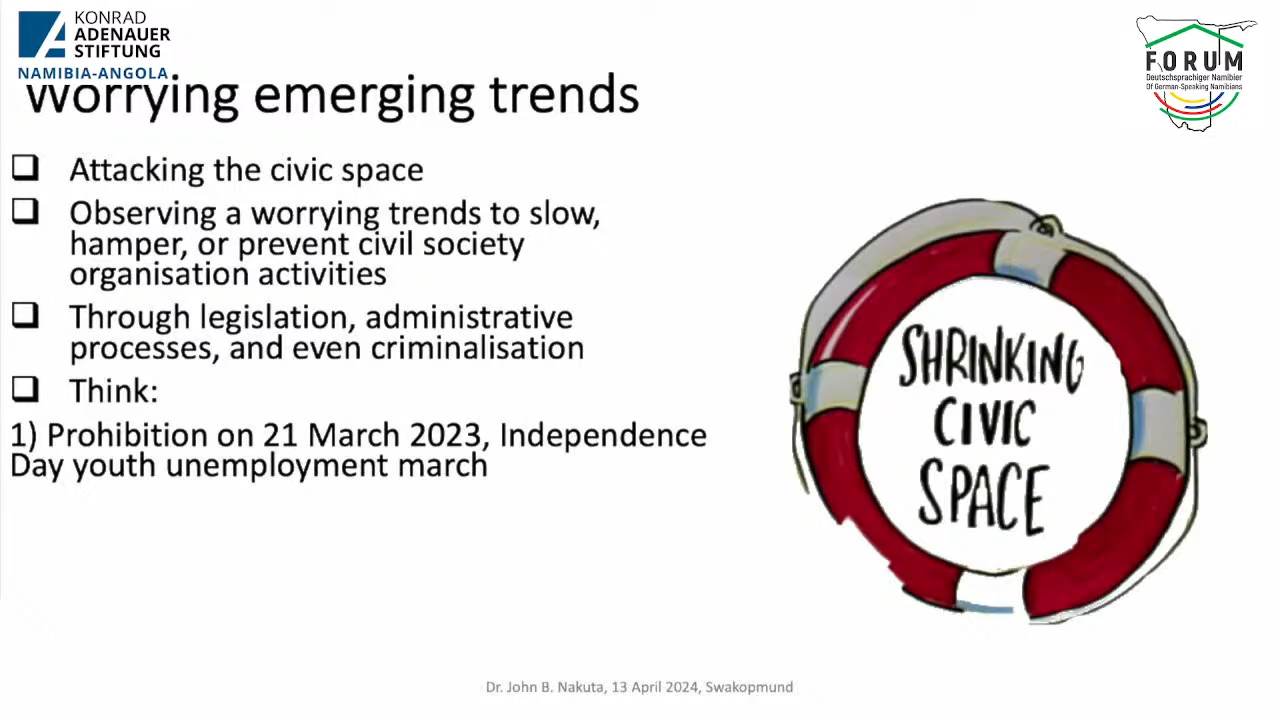 KONRAD
ADENAUER
STIFTUNG
NAMIBIA-ANGOLA
FORUM
Deutschsprachiger Namibier
Of German-Speaking Namibians
Worrying emerging trends
Attacking the civic space
Observing a worrying trends to slow,
hamper, or prevent civil society
organisation activities
Through legislation, administrative
processes, and even criminalisation
Think:
1) Prohibition on 21 March 2023, Independence
Day youth unemployment march
SHRINKING
CIVIC
SPACE
Dr. John B. Nakuta, 13 April 2024, Swakopmund